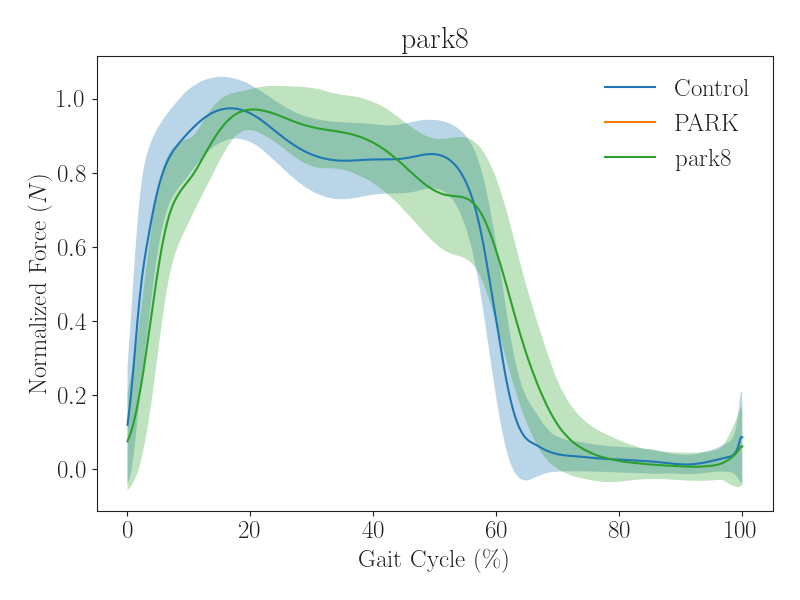 park8
Control
PARK
park8
1.0
0.8
0.6
0.4
0.2
0.0
Normalized Force (N)
0 20 40 60 80 100
Gait Cycle (%)